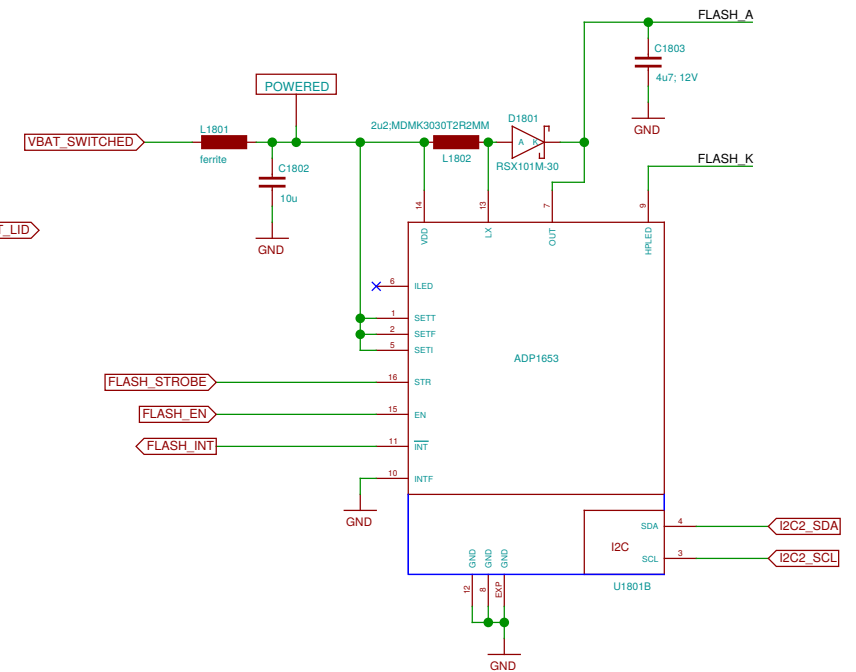 FLASH_A
C1803
4u7; 12V
GND
POWERED
L1801
VBAT_SWITCHED
ferrite
C1802
10u
GND
2u2;MDMK3030T2R2MM
L1802
D1801
A K
RSX101M-30
FLASH_K
T_LID
14
13
7
9
VDD
LX
OUT
HPLED
6
ILED
1
SETT
2
SETF
5
SETI
ADP1653
FLASH_STROBE
16
STR
FLASH_EN
15
EN
FLASH_INT
11
INT
10
INTF
GND
SDA
4
I2C2_SDA
I2C
SCL
3
I2C2_SCL
GND
GND
GND
12
8
EXP
U1801B
GND